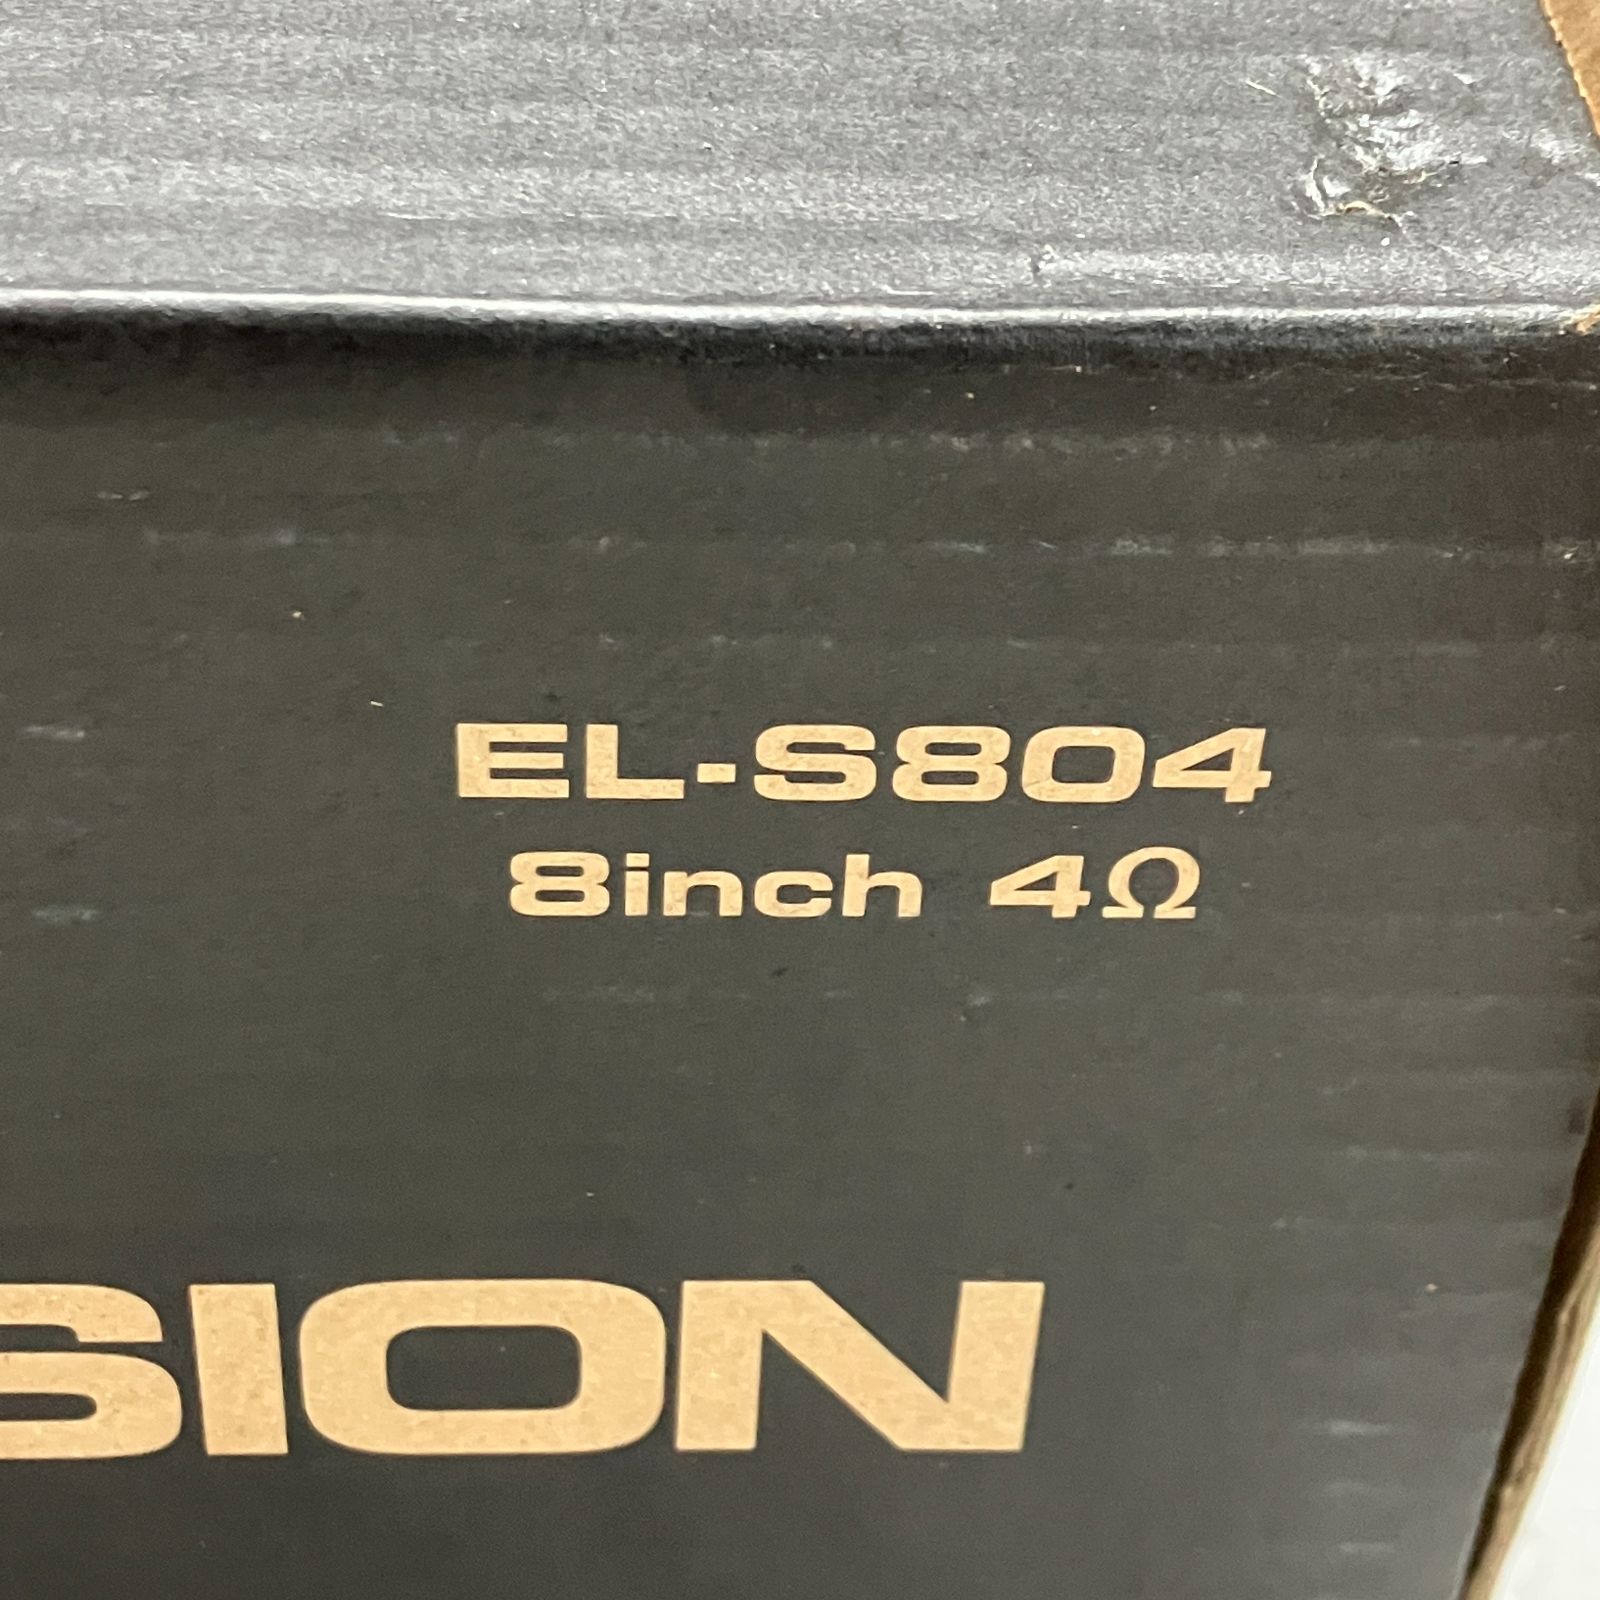 EL-S804
8inch 4Ω
SION